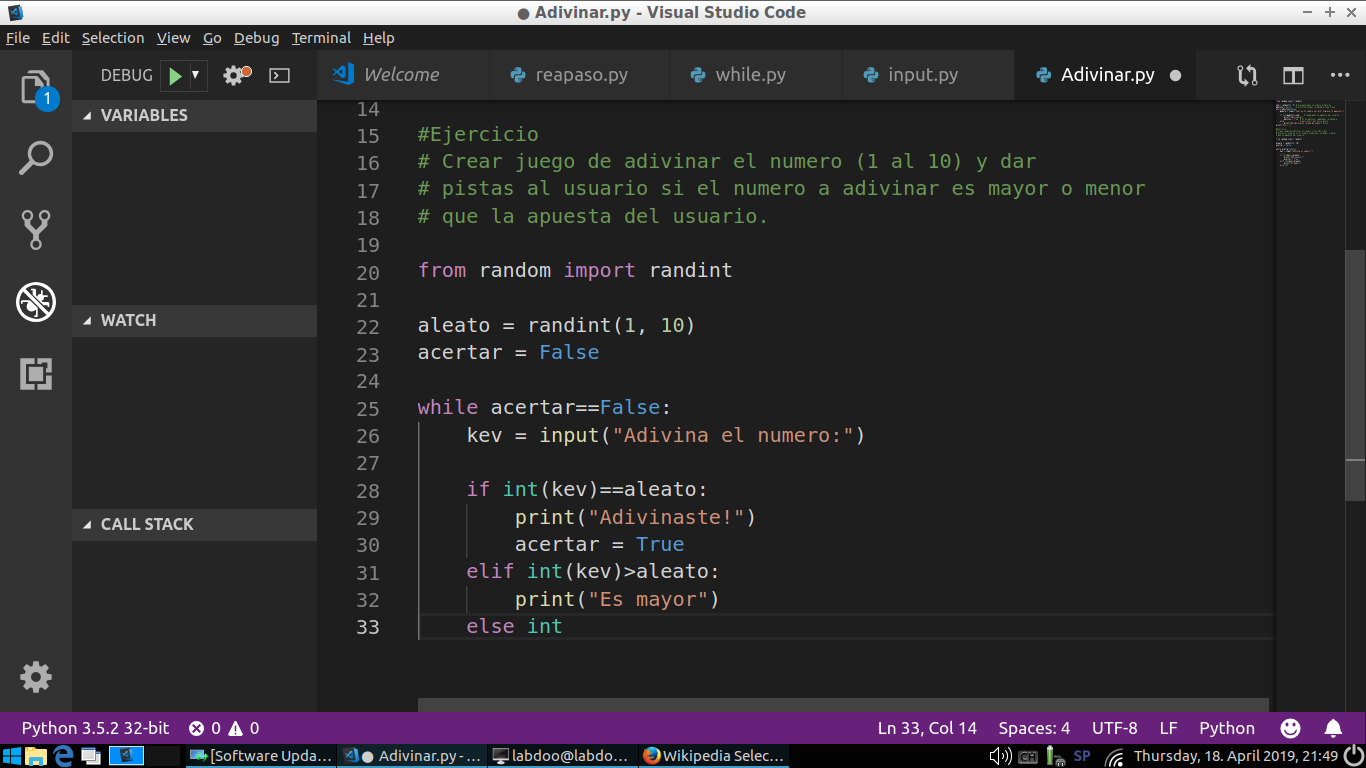 ● Adivinar.py - Visual Studio Code
File Edit Selection View Go Debug Terminal Help
DEBUG
Welcome
reapaso.py
while.py
input.py
Adivinar.py ●
1
VARIABLES
WATCH
CALL STACK
14
15 #Ejercicio
16 # Crear juego de adivinar el numero (1 al 10) y dar
17 # pistas al usuario si el numero a adivinar es mayor o menor
18 # que la apuesta del usuario.
19
20 from random import randint
21
22 aleato = randint(1, 10)
23 acertar = False
24
25 while acertar==False:
26 kev = input("Adivina el numero:")
27
28 if int(kev)==aleato:
29 print("Adivinaste!")
30 acertar = True
31 elif int(kev)>aleato:
32 print("Es mayor")
33 else int
Python 3.5.2 32-bit 0 0 Ln 33, Col 14 Spaces: 4 UTF-8 LF Python
[Software Upda... ● Adivinar.py - ... labdoo@labdo... Wikipedia Selec... CH SP Thursday, 18. April 2019, 21:49